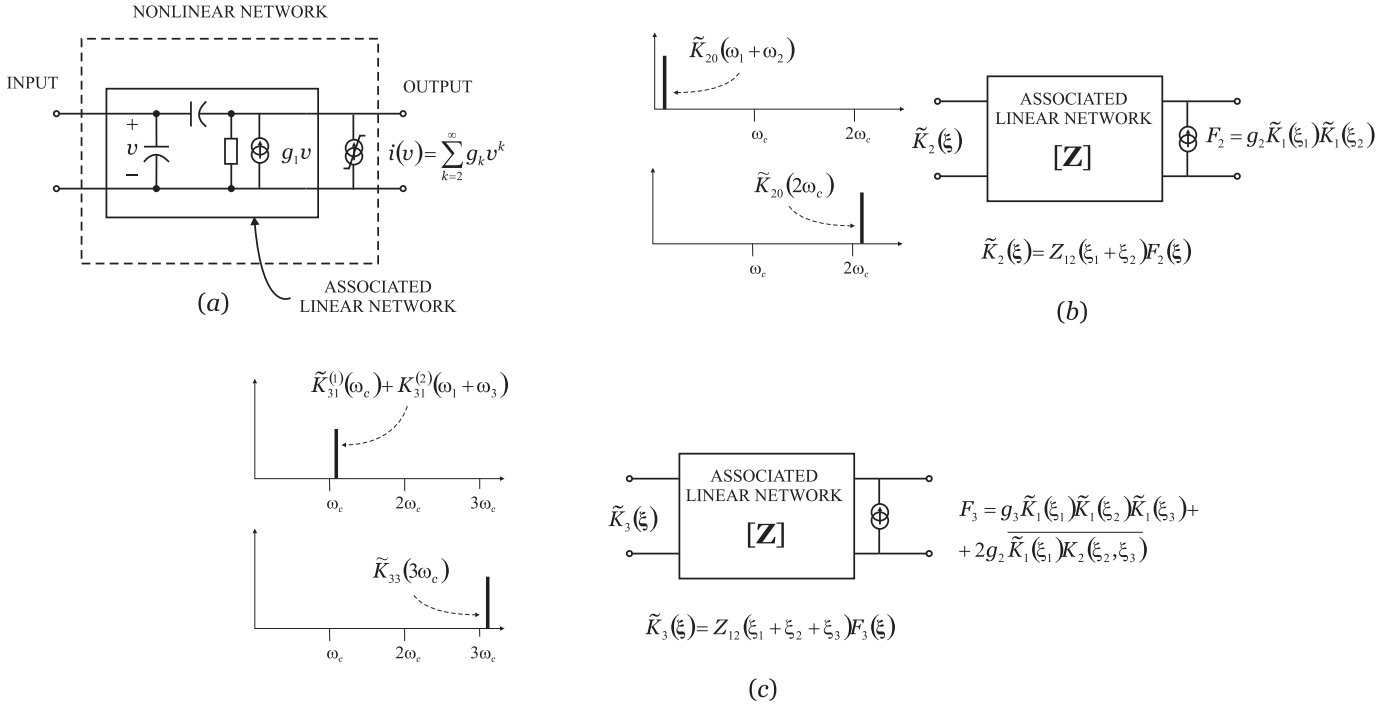 NONLINEAR NETWORK
INPUT
OUTPUT
+
v
−
g₁v
i(v)=∑_{k=2}^{∞} g_k v^k
ASSOCIATED
LINEAR NETWORK
(a)
K̃₂₀(ω₁+ω₂)
ω_c 2ω_c
K̃₂₀(2ω_c)
ω_c 2ω_c
K̃₂(ξ)
ASSOCIATED
LINEAR NETWORK
[Z]
F₂ = g₂K̃₁(ξ₁)K̃₁(ξ₂)
K̃₂(ξ)= Z₁₂(ξ₁+ξ₂)F₂(ξ)
(b)
K̃₃₁⁽¹⁾(ω_c)+ K₃₁⁽²⁾(ω₁+ω₃)
ω_c 2ω_c 3ω_c
K̃₃₃(3ω_c)
ω_c 2ω_c 3ω_c
K̃₃(ξ)
ASSOCIATED
LINEAR NETWORK
[Z]
F₃ = g₃K̃₁(ξ₁)K̃₁(ξ₂)K̃₁(ξ₃)+
+ 2g₂ \overline{K̃₁(ξ₁)K₂(ξ₂,ξ₃)}
K̃₃(ξ)= Z₁₂(ξ₁+ξ₂+ξ₃)F₃(ξ)
(c)